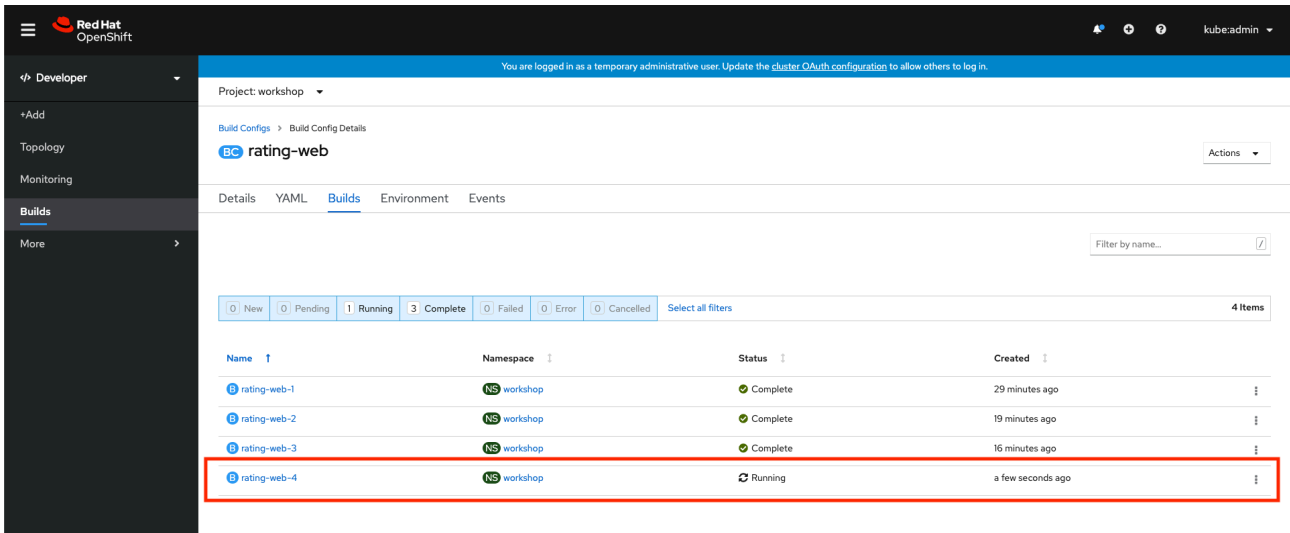 Red Hat
OpenShift
kube:admin
Developer
You are logged in as a temporary administrative user. Update the cluster OAuth configuration to allow others to log in.
Project: workshop
+Add
Topology
Monitoring
Builds
More
Build Configs > Build Config Details
BC rating-web
Actions
Details YAML Builds Environment Events
Filter by name... /
0 New 0 Pending 1 Running 3 Complete 0 Failed 0 Error 0 Cancelled Select all filters 4 Items
Name Namespace Status Created
B rating-web-1 NS workshop Complete 29 minutes ago
B rating-web-2 NS workshop Complete 19 minutes ago
B rating-web-3 NS workshop Complete 16 minutes ago
B rating-web-4 NS workshop Running a few seconds ago